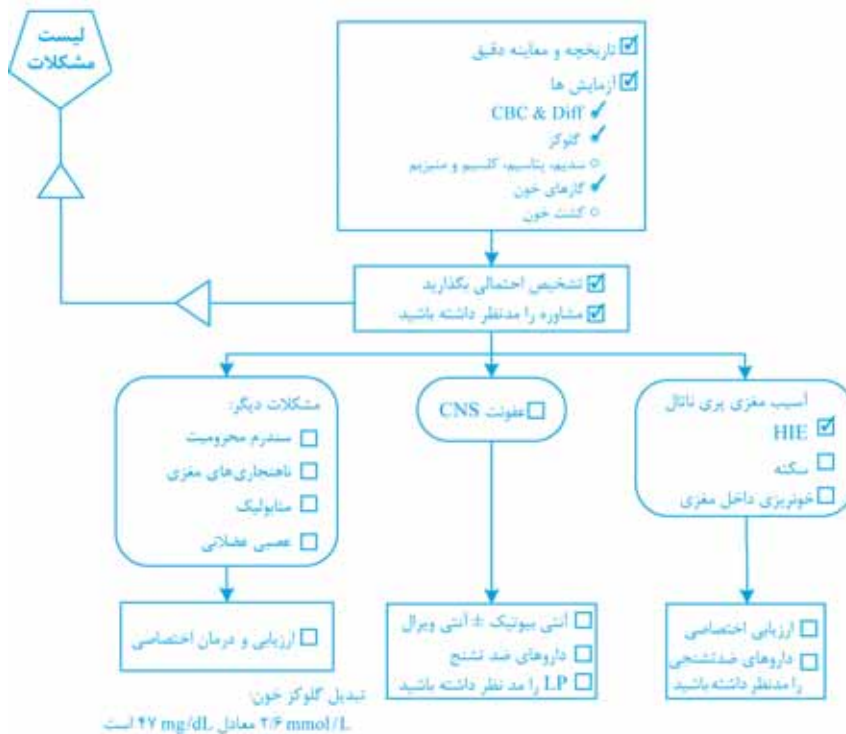 لیست
مشکلات
تاریخچه و معاینه دقیق
آزمایش ها
CBC & Diff
گلوکز
سدیم، پتاسیم، کلسیم و منیزیم
گازهای خون
کشت خون
تشخیص احتمالی بگذارید
مشاوره را مدنظر داشته باشید
آسیب مغزی پری ناتال
HIE
سکته
خونریزی داخل مغزی
عفونت CNS
مشکلات دیگر:
سندرم محرومیت
ناهنجاری‌های مغزی
متابولیک
عصبی عضلانی
ارزیابی اختصاصی
داروهای ضدتشنجی
را مدنظر داشته باشید
آنتی بیوتیک ± آنتی ویرال
داروهای ضد تشنج
LP را مد نظر داشته باشید
ارزیابی و درمان اختصاصی
تبدیل گلوکز خون:
۲/۶ mmol/L معادل ۴۷ mg/dL است